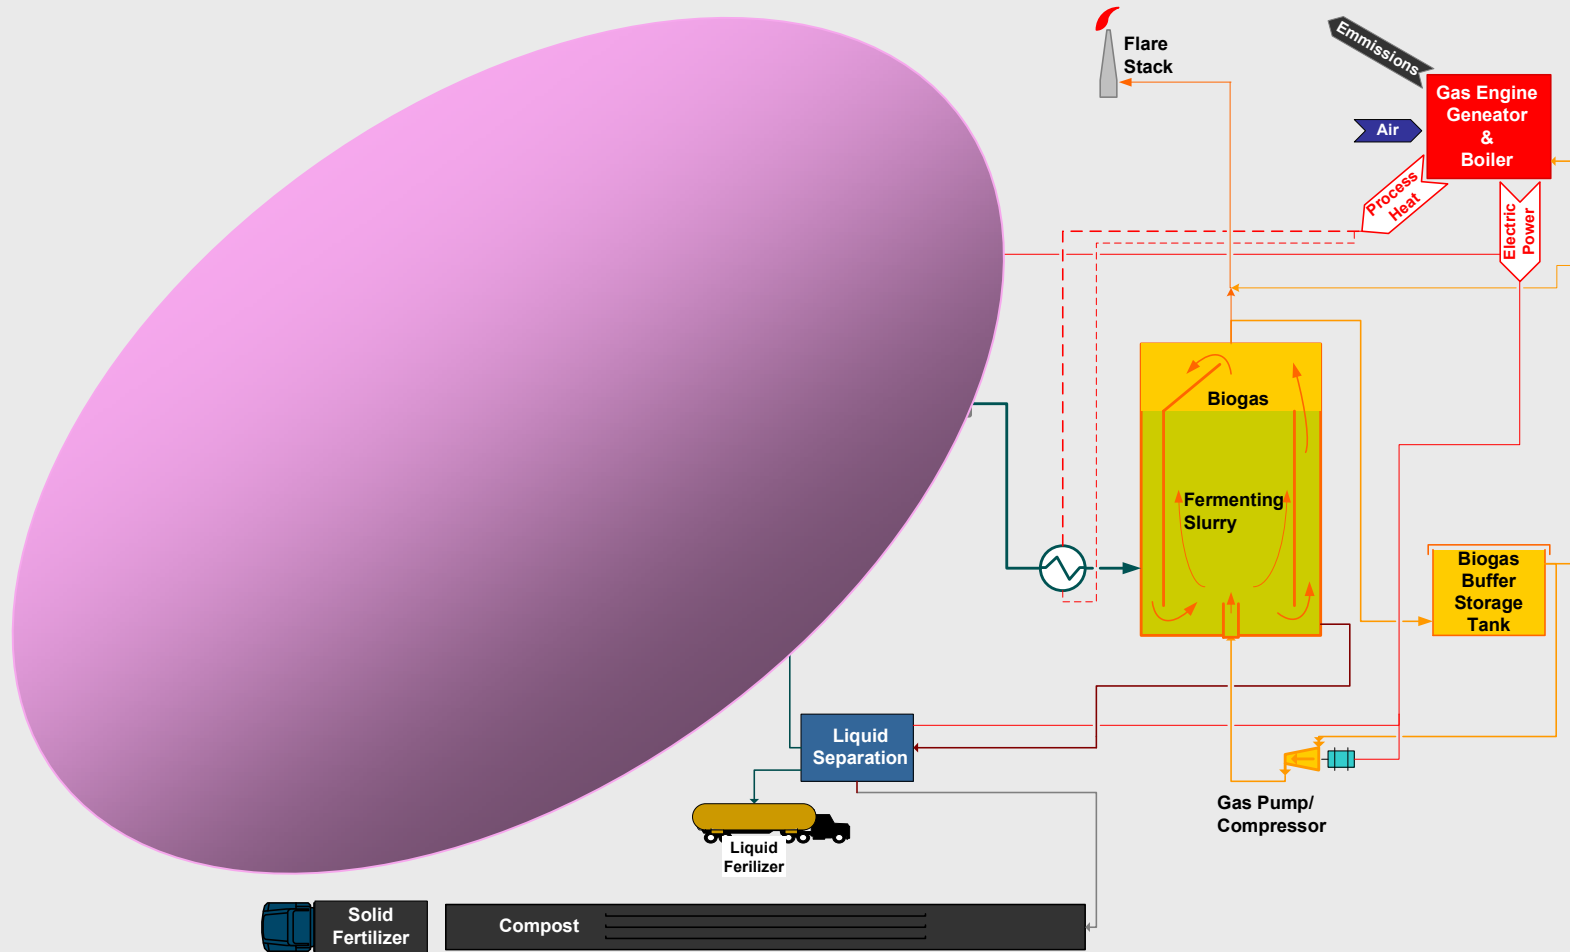 Flare
Stack
Emmissions
Gas Engine
Geneator
&
Boiler
Air
Process
Heat
Electric
Power
Biogas
Fermenting
Slurry
Biogas
Buffer
Storage
Tank
Liquid
Separation
Gas Pump/
Compressor
Liquid
Ferilizer
Solid
Fertilizer
Compost